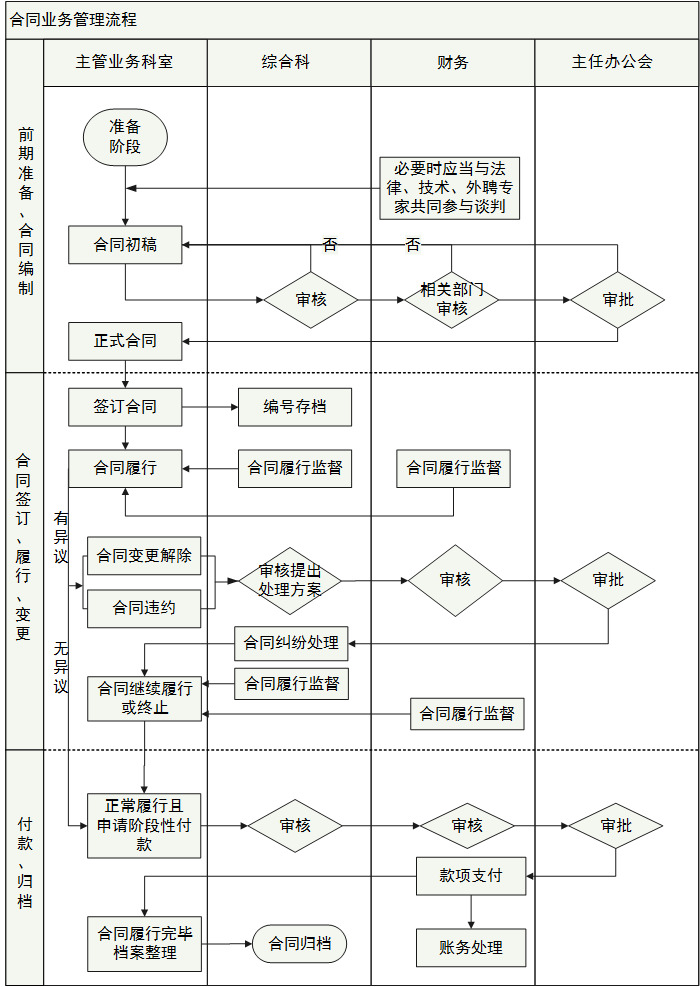 合同业务管理流程
主管业务科室
综合科
财务
主任办公会
前期准备、合同编制
准备
阶段
必要时应当与法
律、技术、外聘专
家共同参与谈判
合同初稿
否
否
审核
相关部门
审核
审批
正式合同
合同签订、履行、变更
签订合同
编号存档
合同履行
合同履行监督
合同履行监督
有异议
合同变更解除
合同违约
审核提出
处理方案
审核
审批
无异议
合同纠纷处理
合同继续履行
或终止
合同履行监督
合同履行监督
付款、归档
正常履行且
申请阶段性付
款
审核
审核
审批
款项支付
合同履行完毕
档案整理
合同归档
账务处理